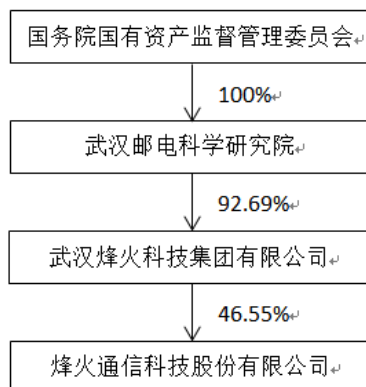 国务院国有资产监督管理委员会
100%
武汉邮电科学研究院
92.69%
武汉烽火科技集团有限公司
46.55%
烽火通信科技股份有限公司